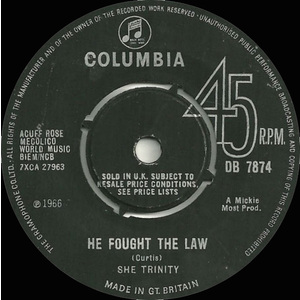 ALL RIGHTS OF THE MANUFACTURER AND OF THE OWNER OF THE RECORDED WORK RESERVED. UNAUTHORISED PUBLIC PERFORMANCE BROADCASTING AND COPYING OF THIS RECORD PROHIBITED
COLUMBIA
45
R.P.M.
ACUFF ROSE
MECOLICO
WORLD MUSIC
BIEM/NCB
7XCA 27963
DB 7874
SOLD IN U.K. SUBJECT TO
RESALE PRICE CONDITIONS,
SEE PRICE LISTS
℗ 1966
A Mickie
Most Prod.
HE FOUGHT THE LAW
(Curtis)
SHE TRINITY
THE GRAMOPHONE CO. LTD.
MADE IN GT. BRITAIN